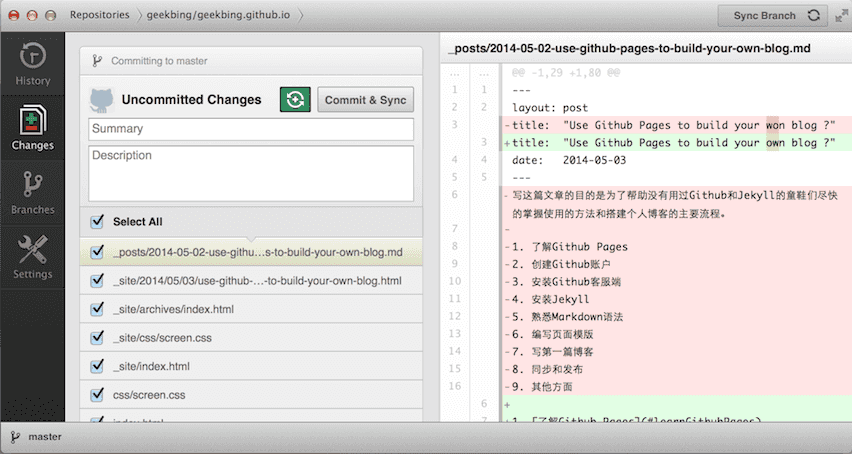 Repositories geekbing/geekbing.github.io Sync Branch
History
Changes
Branches
Settings
Committing to master
Uncommitted Changes Commit & Sync
Summary
Description
Select All
_posts/2014-05-02-use-githu…s-to-build-your-own-blog.md
_site/2014/05/03/use-github-…-to-build-your-own-blog.html
_site/archives/index.html
_site/css/screen.css
_site/index.html
css/screen.css
index.html
_posts/2014-05-02-use-github-pages-to-build-your-own-blog.md
... ... @@ -1,29 +1,80 @@
1 1 ---
2 2 layout: post
3 -title: "Use Github Pages to build your won blog ?"
3 +title: "Use Github Pages to build your own blog ?"
4 4 date: 2014-05-03
5 5 ---
6 -写这篇文章的目的是为了帮助没有用过Github和Jekyll的童鞋们尽快
的掌握使用的方法和搭建个人博客的主要流程。
7 -
8 -1. 了解Github Pages
9 -2. 创建Github账户
10 -3. 安装Github客服端
11 -4. 安装Jekyll
12 -5. 熟悉Markdown语法
13 -6. 编写页面模版
14 -7. 写第一篇博客
15 -8. 同步和发布
16 -9. 其他方面
6 +
+1. [了解Github Pages](#learnGithubPages)
master